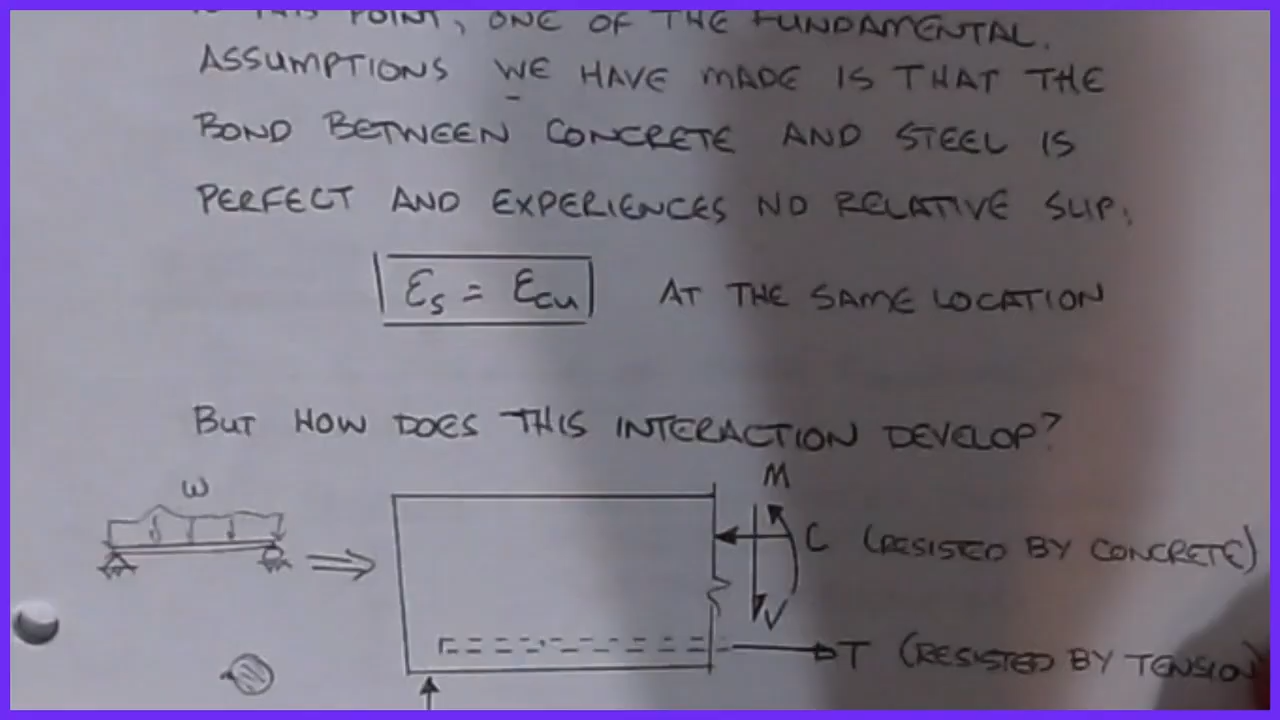 THIS POINT, ONE OF THE FUNDAMENTAL.
ASSUMPTIONS WE HAVE MADE IS THAT THE
BOND BETWEEN CONCRETE AND STEEL IS
PERFECT AND EXPERIENCES NO RELATIVE SLIP.
εs = εcu AT THE SAME LOCATION
BUT HOW DOES THIS INTERACTION DEVELOP?
w
M
C (RESISTED BY CONCRETE)
V
T (RESISTED BY TENSION